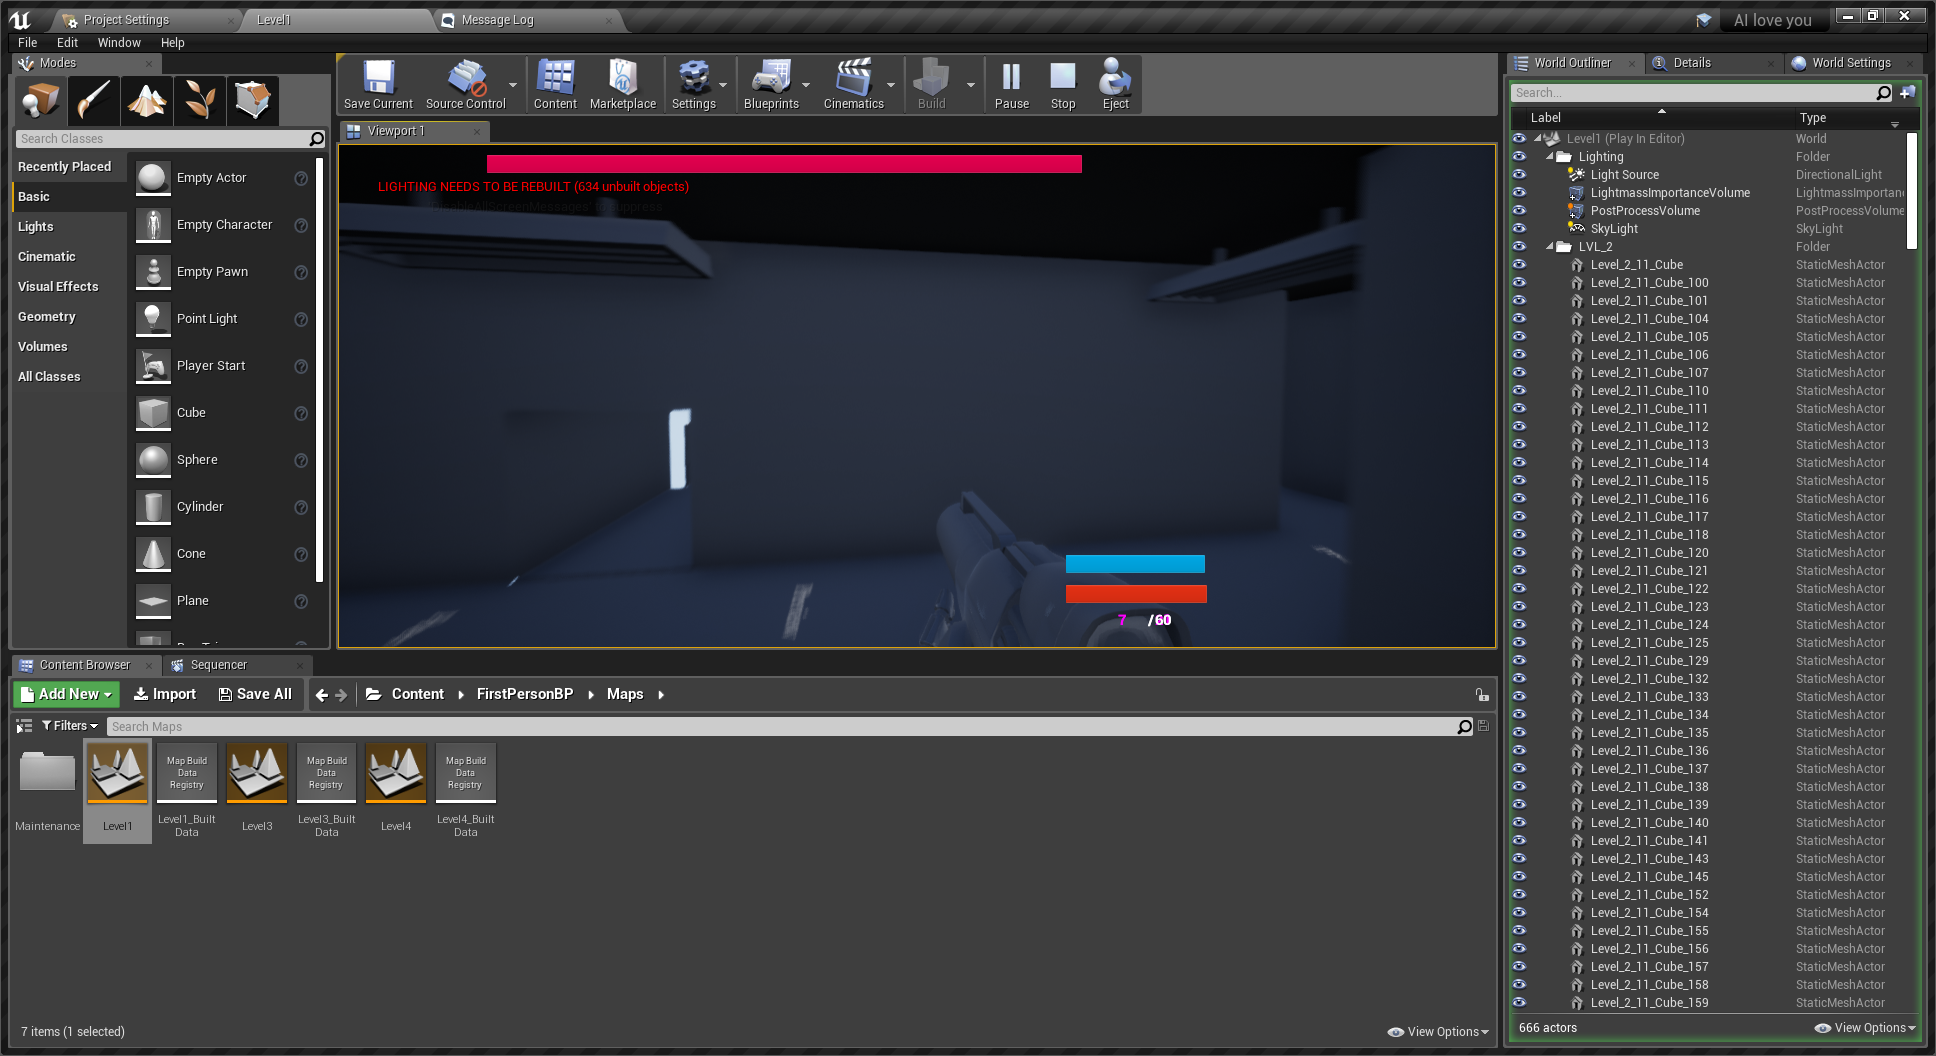 Project Settings
Level1
Message Log
AI love you
File Edit Window Help
Modes
Search Classes
Recently Placed
Basic
Lights
Cinematic
Visual Effects
Geometry
Volumes
All Classes
Empty Actor
Empty Character
Empty Pawn
Point Light
Player Start
Cube
Sphere
Cylinder
Cone
Plane
Save Current
Source Control
Content
Marketplace
Settings
Blueprints
Cinematics
Build
Pause
Stop
Eject
Viewport 1
LIGHTING NEEDS TO BE REBUILT (634 unbuilt objects)
'DisableAllScreenMessages' to suppress
7 /60
World Outliner
Details
World Settings
Search...
Label Type
Level1 (Play In Editor) World
Lighting Folder
Light Source DirectionalLight
LightmassImportanceVolume LightmassImportan
PostProcessVolume PostProcessVolume
SkyLight SkyLight
LVL_2 Folder
Level_2_11_Cube StaticMeshActor
Level_2_11_Cube_100 StaticMeshActor
Level_2_11_Cube_101 StaticMeshActor
Level_2_11_Cube_104 StaticMeshActor
Level_2_11_Cube_105 StaticMeshActor
Level_2_11_Cube_106 StaticMeshActor
Level_2_11_Cube_107 StaticMeshActor
Level_2_11_Cube_110 StaticMeshActor
Level_2_11_Cube_111 StaticMeshActor
Level_2_11_Cube_112 StaticMeshActor
Level_2_11_Cube_113 StaticMeshActor
Level_2_11_Cube_114 StaticMeshActor
Level_2_11_Cube_115 StaticMeshActor
Level_2_11_Cube_116 StaticMeshActor
Level_2_11_Cube_117 StaticMeshActor
Level_2_11_Cube_118 StaticMeshActor
Level_2_11_Cube_120 StaticMeshActor
Level_2_11_Cube_121 StaticMeshActor
Level_2_11_Cube_122 StaticMeshActor
Level_2_11_Cube_123 StaticMeshActor
Level_2_11_Cube_124 StaticMeshActor
Level_2_11_Cube_125 StaticMeshActor
Level_2_11_Cube_129 StaticMeshActor
Level_2_11_Cube_132 StaticMeshActor
Level_2_11_Cube_133 StaticMeshActor
Level_2_11_Cube_134 StaticMeshActor
Level_2_11_Cube_135 StaticMeshActor
Level_2_11_Cube_136 StaticMeshActor
Level_2_11_Cube_137 StaticMeshActor
Level_2_11_Cube_138 StaticMeshActor
Level_2_11_Cube_139 StaticMeshActor
Level_2_11_Cube_140 StaticMeshActor
Level_2_11_Cube_141 StaticMeshActor
Level_2_11_Cube_143 StaticMeshActor
Level_2_11_Cube_145 StaticMeshActor
Level_2_11_Cube_152 StaticMeshActor
Level_2_11_Cube_154 StaticMeshActor
Level_2_11_Cube_155 StaticMeshActor
Level_2_11_Cube_156 StaticMeshActor
Level_2_11_Cube_157 StaticMeshActor
Level_2_11_Cube_158 StaticMeshActor
Level_2_11_Cube_159 StaticMeshActor
666 actors
View Options
Content Browser
Sequencer
Add New
Import
Save All
Content
FirstPersonBP
Maps
Filters
Search Maps
Maintenance
Level1
Map Build
Data
Registry
Level1_Built
Data
Level3
Map Build
Data
Registry
Level3_Built
Data
Level4
Map Build
Data
Registry
Level4_Built
Data
7 items (1 selected)
View Options